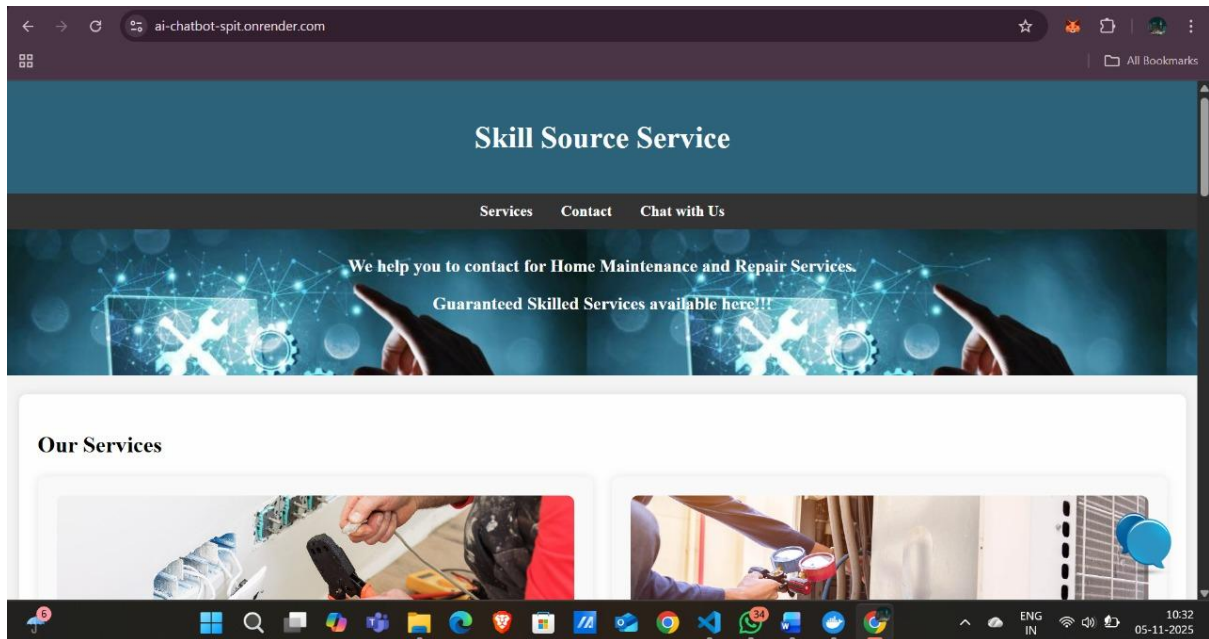 ai-chatbot-spit.onrender.com
All Bookmarks
Skill Source Service
Services Contact Chat with Us
We help you to contact for Home Maintenance and Repair Services.
Guaranteed Skilled Services available here!!!
Our Services
6
34
ENG
IN
10:32
05-11-2025